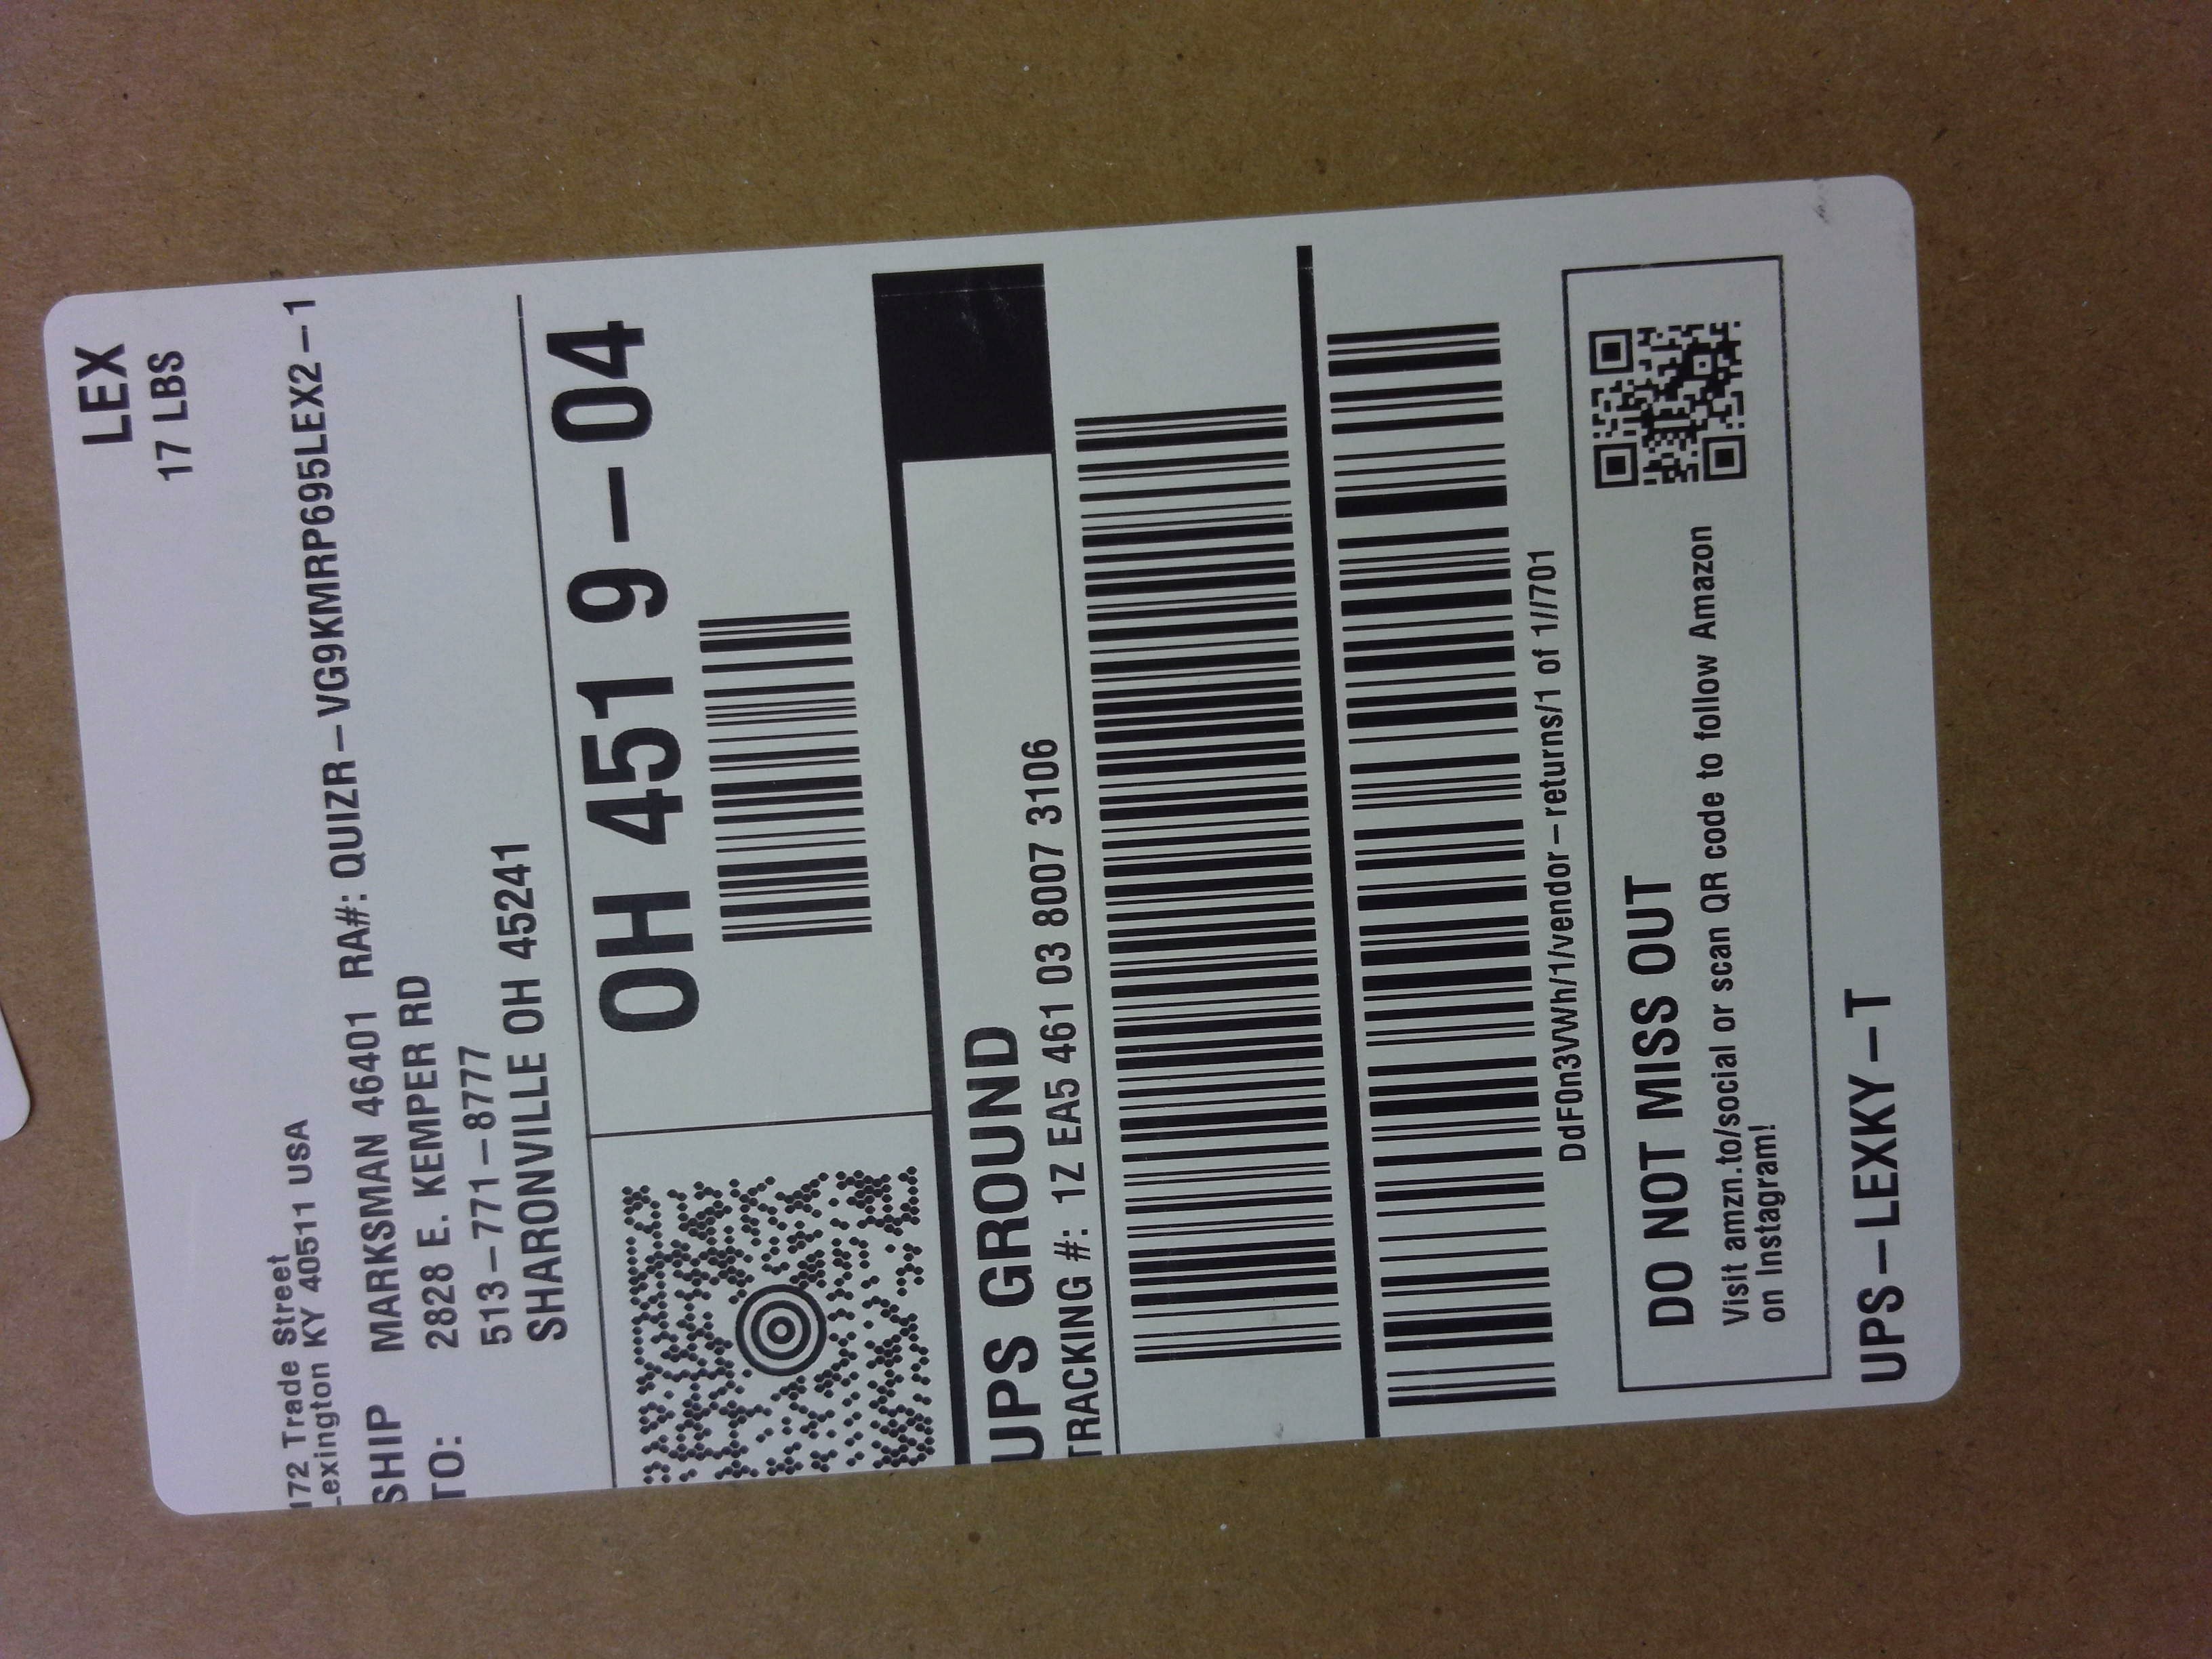 LEX
17 LBS
172 Trade Street
Lexington KY 40511 USA
SHIP MARKSMAN 46401 RA#: QUIZR-VG9KMRP695LEX2-1
TO: 2828 E. KEMPER RD
513-771-8777
SHARONVILLE OH 45241
OH 451 9-04
UPS GROUND
TRACKING #: 1Z EA5 461 03 8007 3106
DdF0n3VWh/1/vendor-returns/1 of 1//701
DO NOT MISS OUT
Visit amzn.to/social or scan QR code to follow Amazon
on Instagram!
UPS-LEXKY-T